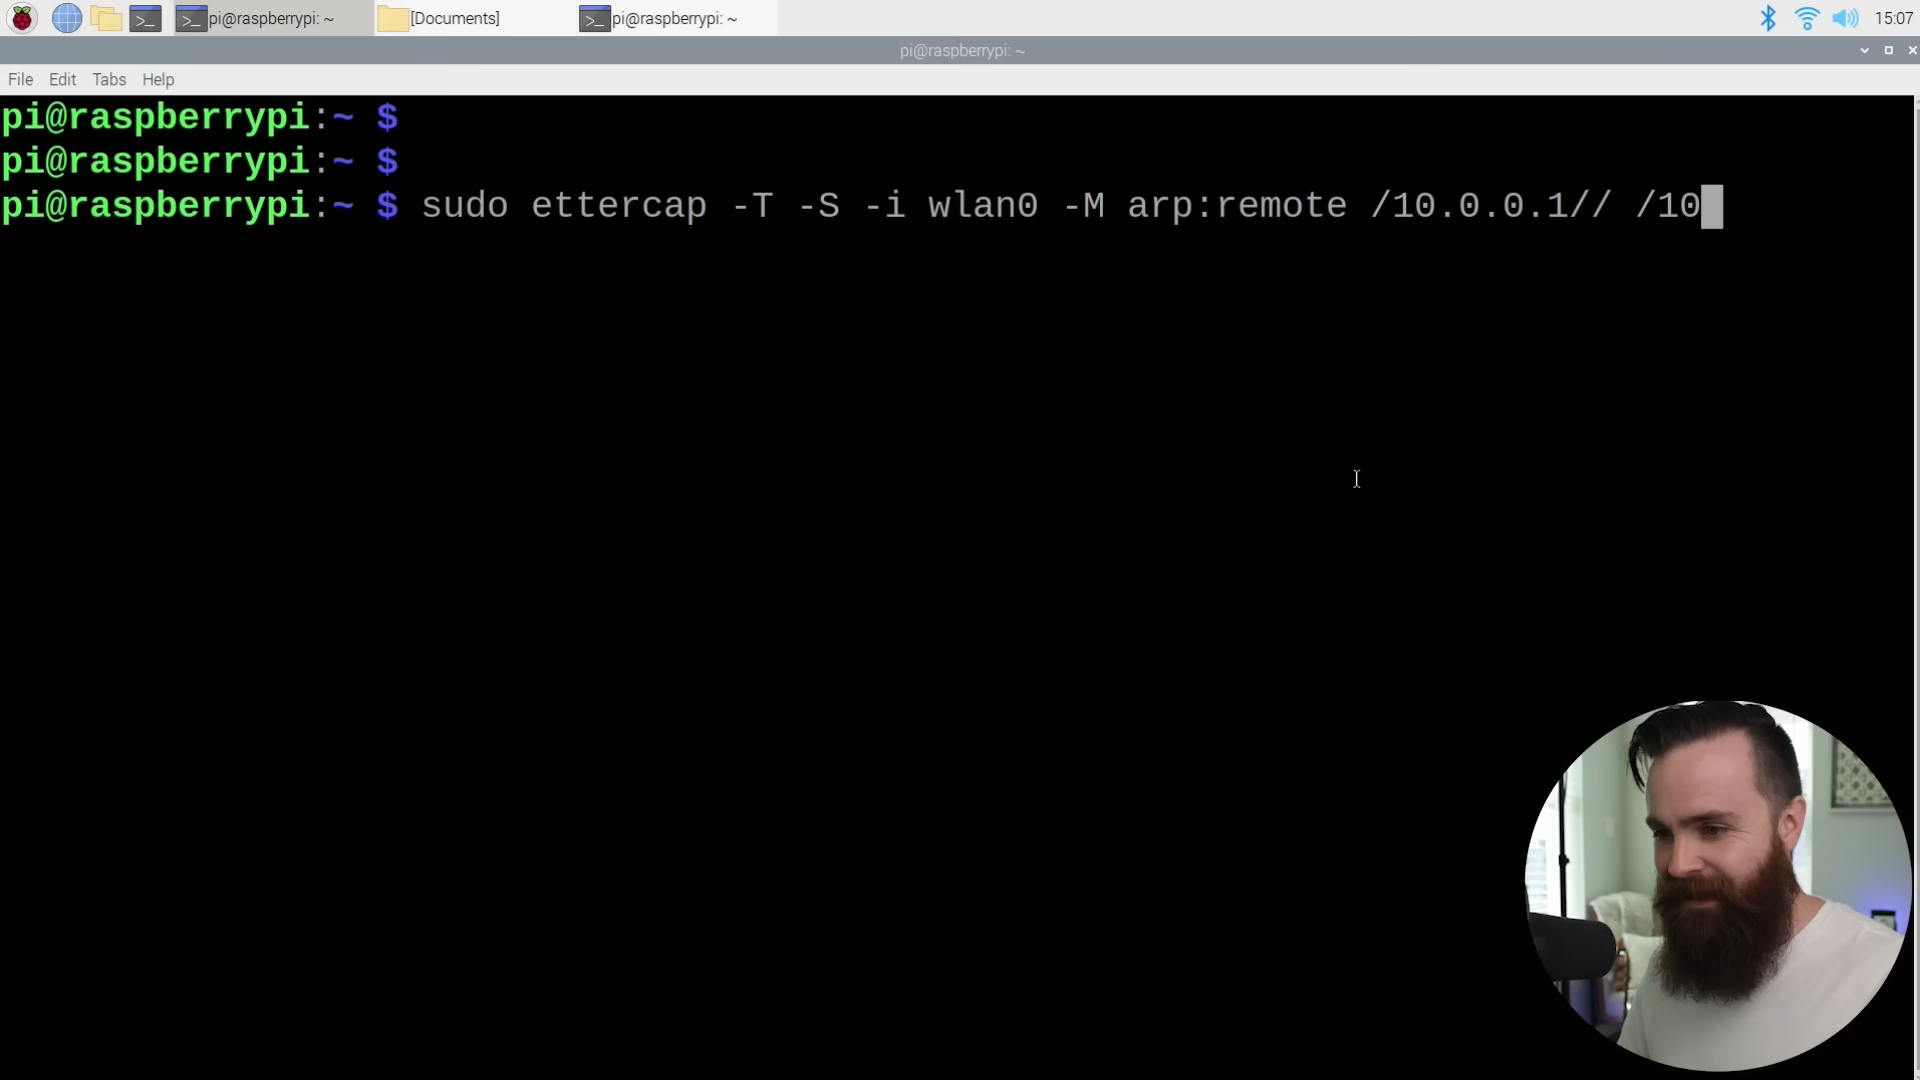 pi@raspberrypi: ~
[Documents]
pi@raspberrypi: ~
15:07
pi@raspberrypi: ~
File Edit Tabs Help
pi@raspberrypi:~ $
pi@raspberrypi:~ $
pi@raspberrypi:~ $ sudo ettercap -T -S -i wlan0 -M arp:remote /10.0.0.1// /10